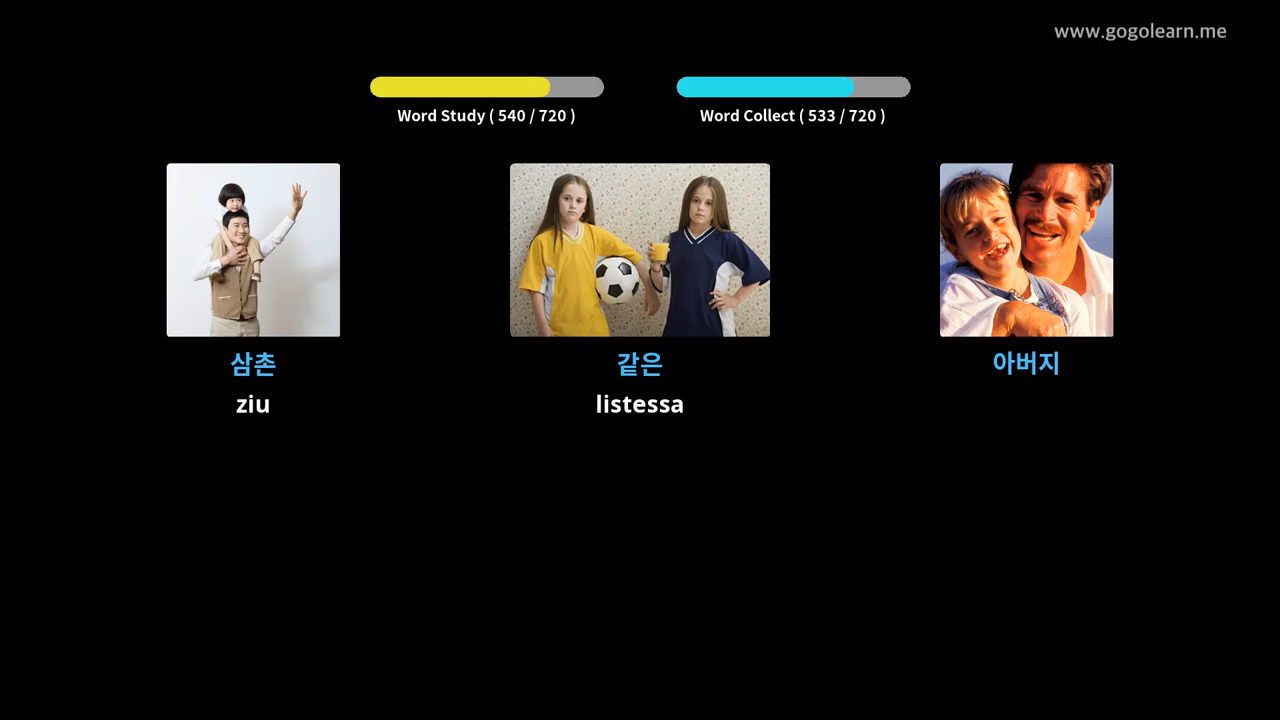 www.gogolearn.me
Word Study ( 540 / 720 )
Word Collect ( 533 / 720 )
삼촌
같은
아버지
ziu
listessa